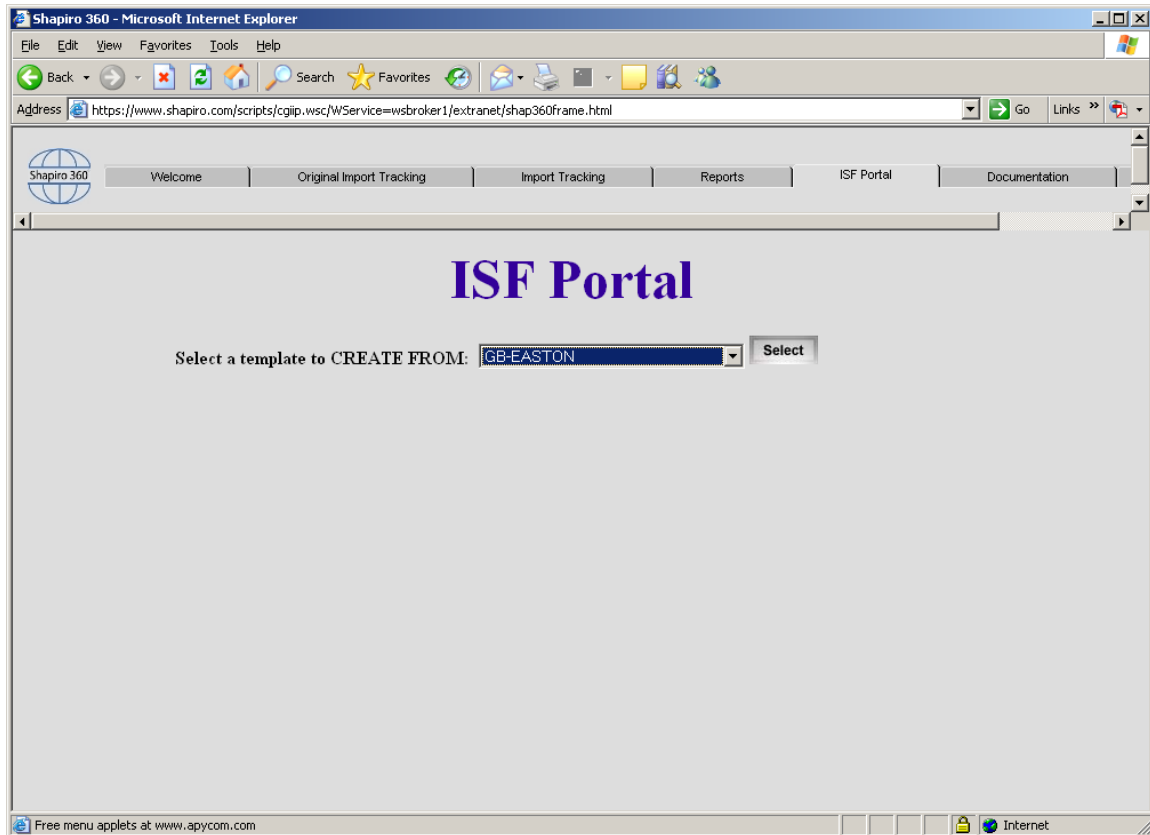 Shapiro 360 - Microsoft Internet Explorer
File Edit View Favorites Tools Help
Back Search Favorites
Address https://www.shapiro.com/scripts/cgiip.wsc/WService=wsbroker1/extranet/shap360frame.html Go Links »
Shapiro 360 Welcome Original Import Tracking Import Tracking Reports ISF Portal Documentation
ISF Portal
Select a template to CREATE FROM: GB-EASTON Select
Free menu applets at www.apycom.com Internet